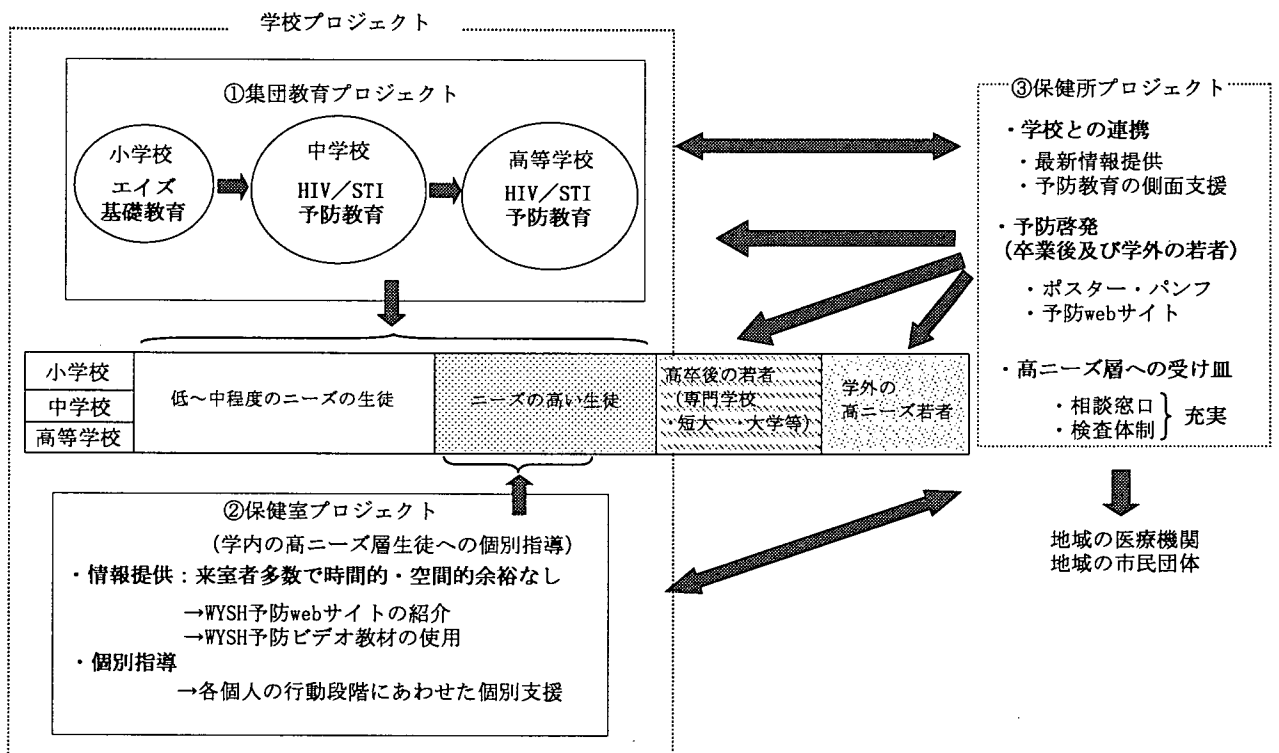 学校プロジェクト
①集団教育プロジェクト
小学校
エイズ
基礎教育
中学校
HIV/STI
予防教育
高等学校
HIV/STI
予防教育
③保健所プロジェクト
・学校との連携
・最新情報提供
・予防教育の側面支援
・予防啓発
(卒業後及び学外の若者)
・ポスター・パンフ
・予防webサイト
・高ニーズ層への受け皿
・相談窓口
・検査体制
充実
地域の医療機関
地域の市民団体
小学校
中学校
高等学校
低～中程度のニーズの生徒
ニーズの高い生徒
高卒後の若者
(専門学校
・短大 ・大学等)
学外の
高ニーズ若者
②保健室プロジェクト
(学内の高ニーズ層生徒への個別指導)
・情報提供：来室者多数で時間的・空間的余裕なし
→WYSH予防webサイトの紹介
→WYSH予防ビデオ教材の使用
・個別指導
→各個人の行動段階にあわせた個別支援